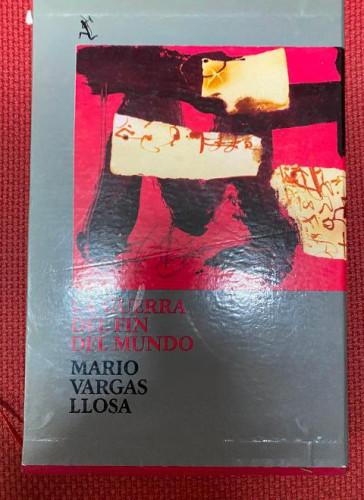 LA GUERRA
DEL FIN
DEL MUNDO
MARIO
VARGAS
LLOSA